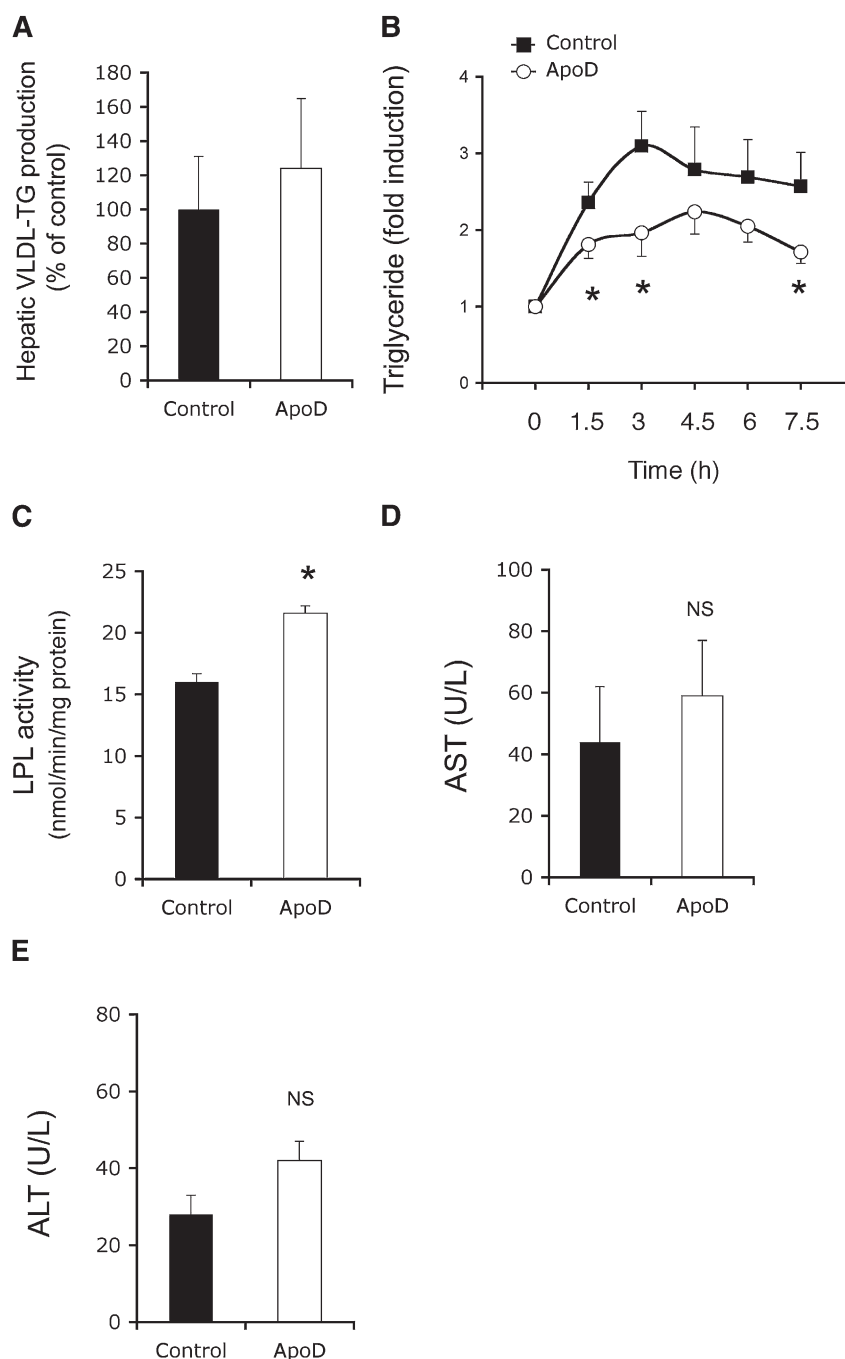 A
Hepatic VLDL-TG production
(% of control)
180
160
140
120
100
80
60
40
20
0
Control
ApoD
B
Control
ApoD
Triglyceride (fold induction)
4
3
2
1
0
* * *
0 1.5 3 4.5 6 7.5
Time (h)
C
LPL activity
(nmol/min/mg protein)
25
20
15
10
5
0
*
Control
ApoD
D
AST (U/L)
100
80
60
40
20
0
NS
Control
ApoD
E
ALT (U/L)
80
60
40
20
0
NS
Control
ApoD